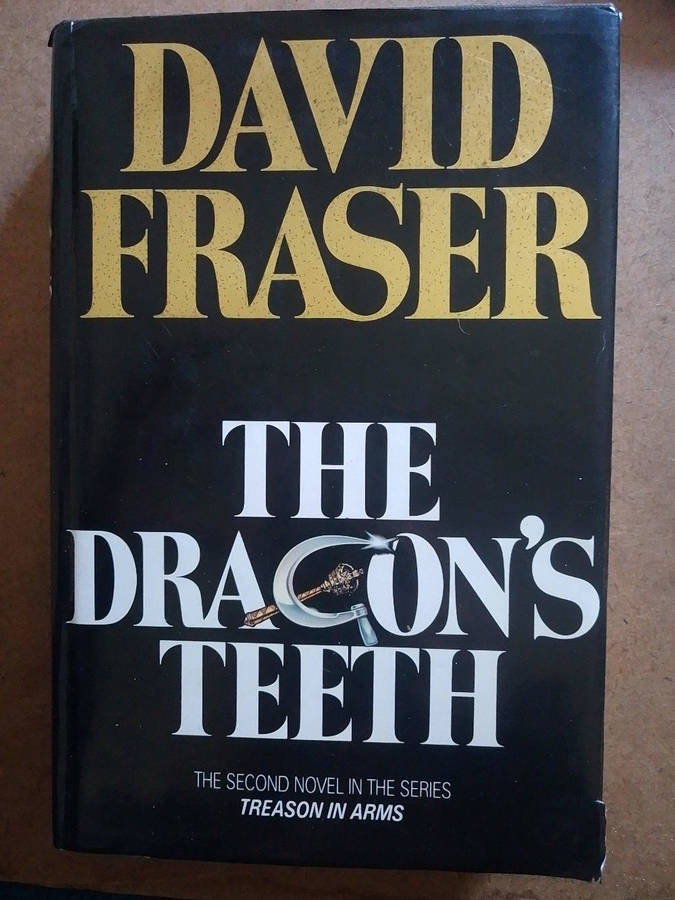 DAVID
FRASER
THE
DRAGON'S
TEETH
THE SECOND NOVEL IN THE SERIES
TREASON IN ARMS